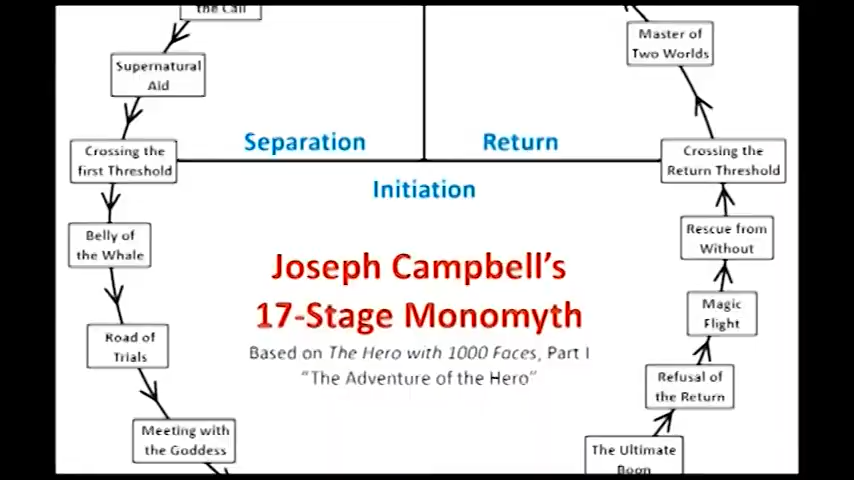 the Call
Supernatural
Aid
Crossing the
first Threshold
Belly of
the Whale
Road of
Trials
Meeting with
the Goddess
Separation
Return
Initiation
Joseph Campbell's
17-Stage Monomyth
Based on The Hero with 1000 Faces, Part I
"The Adventure of the Hero"
Master of
Two Worlds
Crossing the
Return Threshold
Rescue from
Without
Magic
Flight
Refusal of
the Return
The Ultimate
Boon